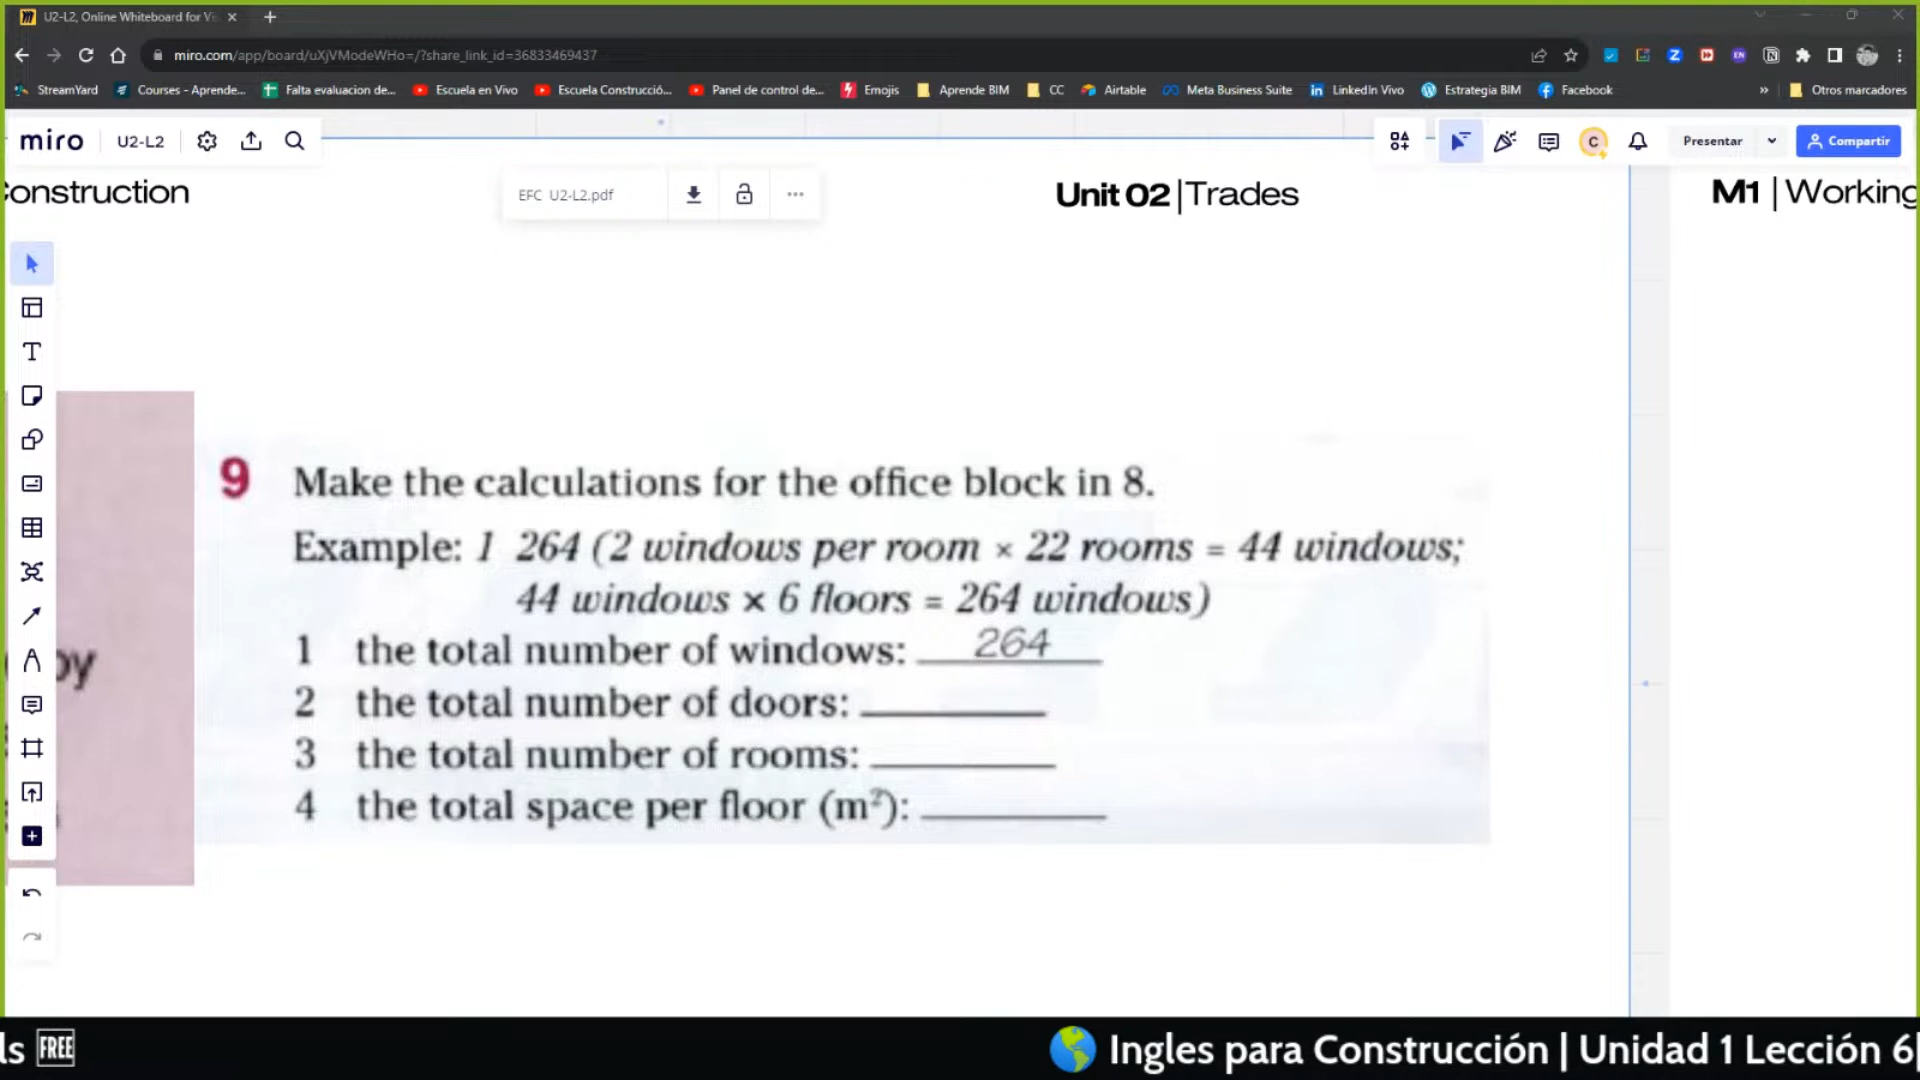 U2-L2, Online Whiteboard for Vi
miro.com/app/board/uXjVModeWHo=/?share_link_id=36833469437
StreamYard Courses - Aprende... Falta evaluacion de... Escuela en Vivo Escuela Construcció... Panel de control de... Emojis Aprende BIM CC Airtable Meta Business Suite LinkedIn Vivo Estrategia BIM Facebook » Otros marcadores
miro U2-L2 Presentar Compartir
Construction EFC U2-L2.pdf Unit 02 | Trades M1 | Working
9 Make the calculations for the office block in 8.
Example: 1 264 (2 windows per room × 22 rooms = 44 windows;
44 windows × 6 floors = 264 windows)
1 the total number of windows: 264
2 the total number of doors:
3 the total number of rooms:
4 the total space per floor (m²):
by
ls FREE Ingles para Construcción | Unidad 1 Lección 6|